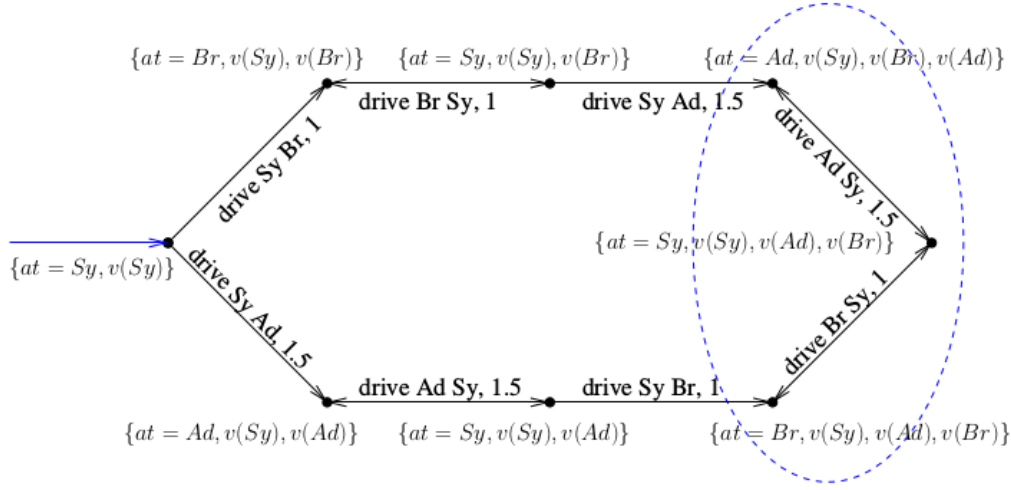 {at = Br, v(Sy), v(Br)}
{at = Sy, v(Sy), v(Br)}
{at = Ad, v(Sy), v(Br), v(Ad)}
drive Br Sy, 1
drive Sy Ad, 1.5
drive Sy Br, 1
drive Ad Sy, 1.5
{at = Sy, v(Sy)}
{at = Sy, v(Sy), v(Ad), v(Br)}
drive Sy Ad, 1.5
drive Br Sy, 1
drive Ad Sy, 1.5
drive Sy Br, 1
{at = Ad, v(Sy), v(Ad)}
{at = Sy, v(Sy), v(Ad)}
{at = Br, v(Sy), v(Ad), v(Br)}